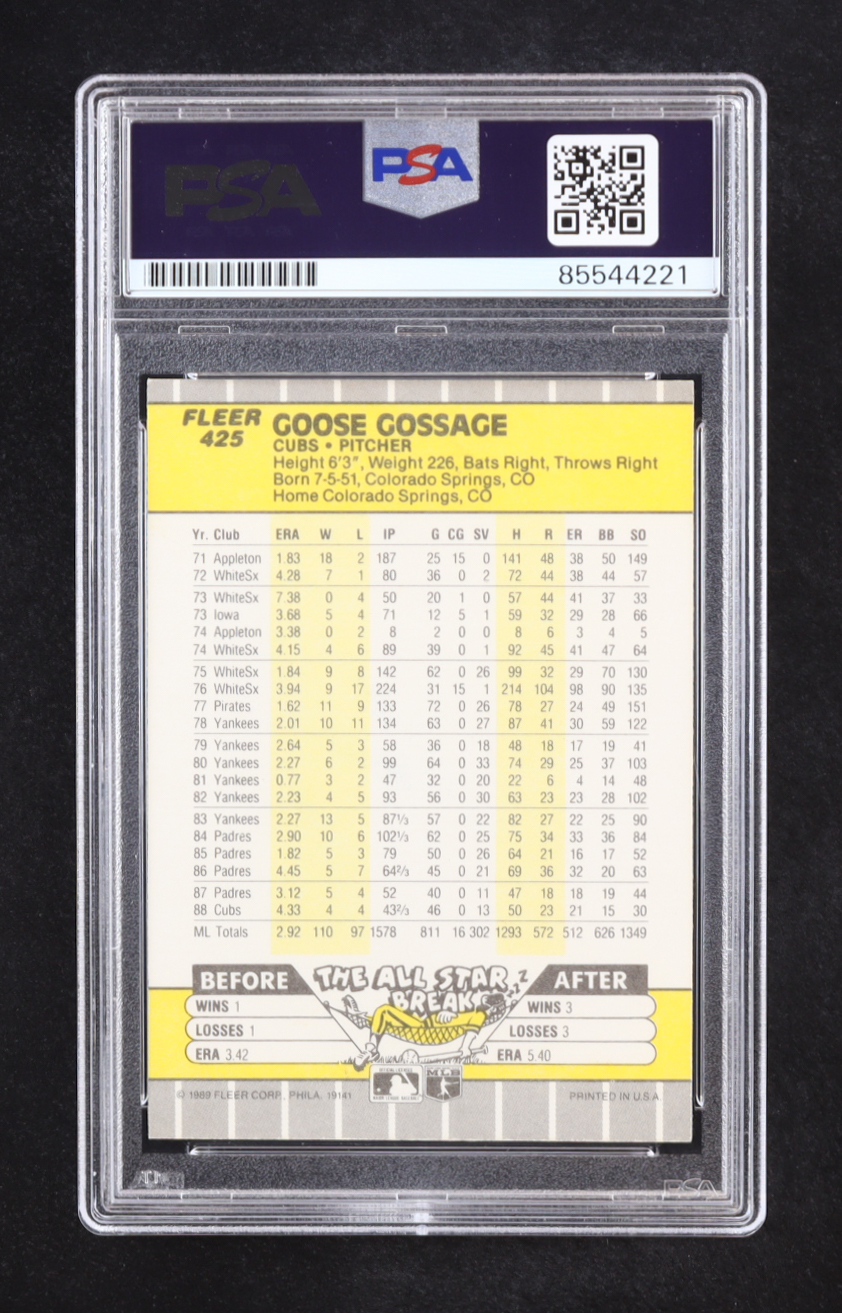 PSA
PSA
85544221
FLEER GOOSE GOSSAGE
425 CUBS • PITCHER
Height 6'3", Weight 226, Bats Right, Throws Right
Born 7-5-51, Colorado Springs, CO
Home Colorado Springs, CO
Yr. Club ERA W L IP G CG SV H R ER BB SO
71 Appleton 1.83 18 2 187 25 15 0 141 48 38 50 149
72 WhiteSx 4.28 7 1 80 36 0 2 72 44 38 44 57
73 WhiteSx 7.38 0 4 50 20 1 0 57 44 41 37 33
73 Iowa 3.68 5 4 71 12 5 1 59 32 29 28 66
74 Appleton 3.38 0 2 8 2 0 0 8 6 3 4 5
74 WhiteSx 4.15 4 6 89 39 0 1 92 45 41 47 64
75 WhiteSx 1.84 9 8 142 62 0 26 99 32 29 70 130
76 WhiteSx 3.94 9 17 224 31 15 1 214 104 98 90 135
77 Pirates 1.62 11 9 133 72 0 26 78 27 24 49 151
78 Yankees 2.01 10 11 134 63 0 27 87 41 30 59 122
79 Yankees 2.64 5 3 58 36 0 18 48 18 17 19 41
80 Yankees 2.27 6 2 99 64 0 33 74 29 25 37 103
81 Yankees 0.77 3 2 47 32 0 20 22 6 4 14 48
82 Yankees 2.23 4 5 93 56 0 30 63 23 23 28 102
83 Yankees 2.27 13 5 87⅓ 57 0 22 82 27 22 25 90
84 Padres 2.90 10 6 102⅓ 62 0 25 75 34 33 36 84
85 Padres 1.82 5 3 79 50 0 26 64 21 16 17 52
86 Padres 4.45 5 7 64⅔ 45 0 21 69 36 32 20 63
87 Padres 3.12 5 4 52 40 0 11 47 18 18 19 44
88 Cubs 4.33 4 4 43⅔ 46 0 13 50 23 21 15 30
ML Totals 2.92 110 97 1578 811 16 302 1293 572 512 626 1349
BEFORE THE ALL STAR BREAK zzZ AFTER
WINS 1 WINS 3
LOSSES 1 LOSSES 3
ERA 3.42 ERA 5.40
MLB
© 1989 FLEER CORP. PHILA. 19141 PRINTED IN U.S.A.
PSA